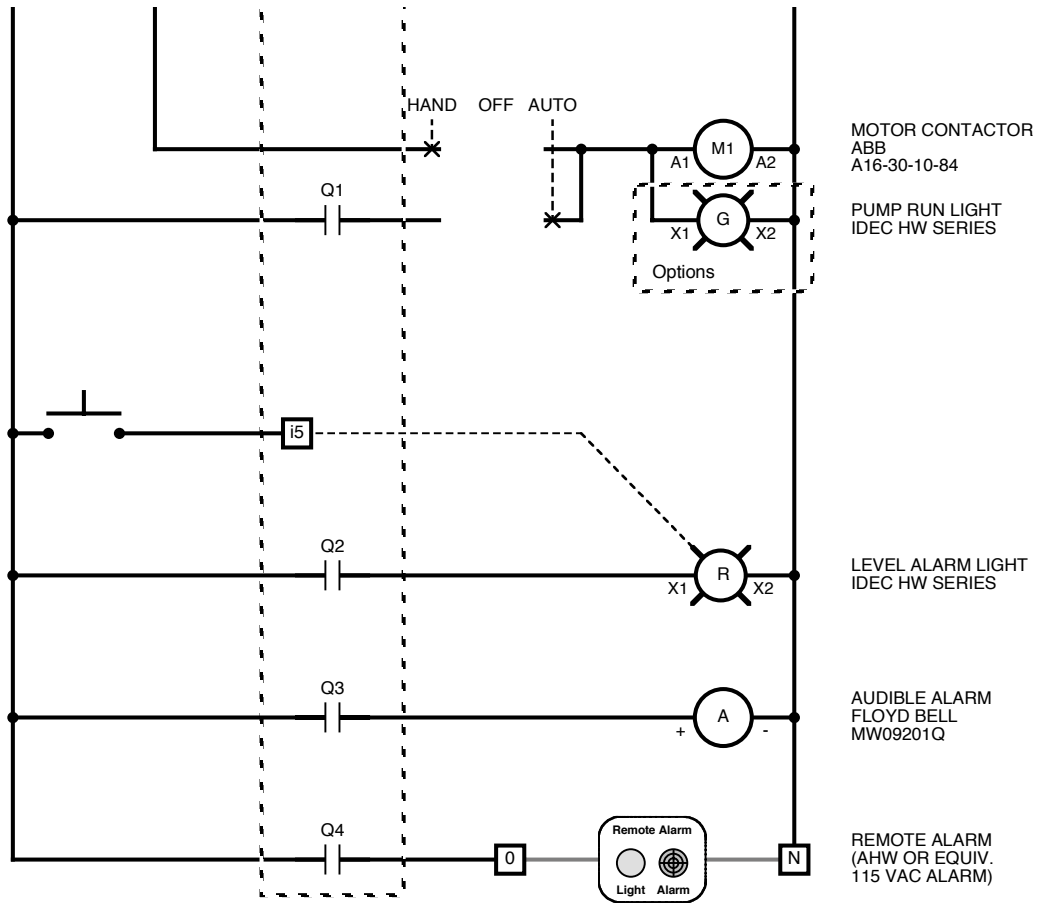 HAND OFF AUTO
A1 M1 A2
MOTOR CONTACTOR
ABB
A16-30-10-84
Q1
X1 G X2
PUMP RUN LIGHT
IDEC HW SERIES
Options
i5
Q2
X1 R X2
LEVEL ALARM LIGHT
IDEC HW SERIES
Q3
+ A -
AUDIBLE ALARM
FLOYD BELL
MW09201Q
Q4
0
Remote Alarm
Light Alarm
N
REMOTE ALARM
(AHW OR EQUIV.
115 VAC ALARM)